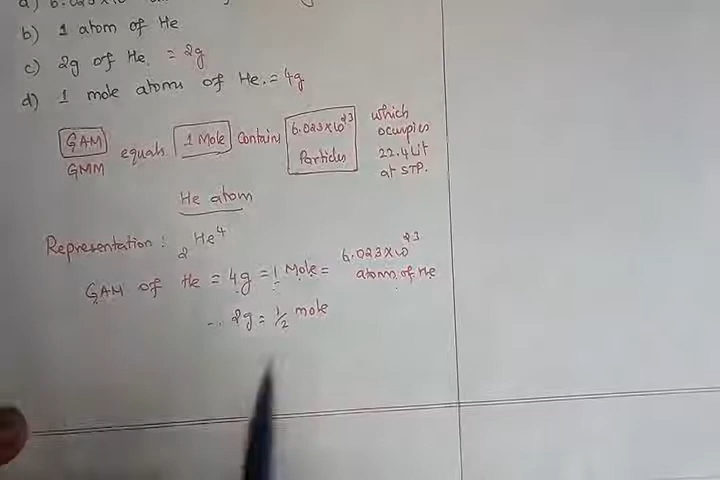 a) 6.023x10
b) 1 atom of He
c) 2g of He. = 2g
d) 1 mole atoms of He. = 4g
GAM equals 1 Mole Contain 6.023x10²³ Particles which occupies 22.4 Lit at STP.
GMM
He atom
Representation : ₂He⁴
GAM of He = 4g = 1 Mole = 6.023x10²³ atoms of He
∴ 2g = 1/2 mole